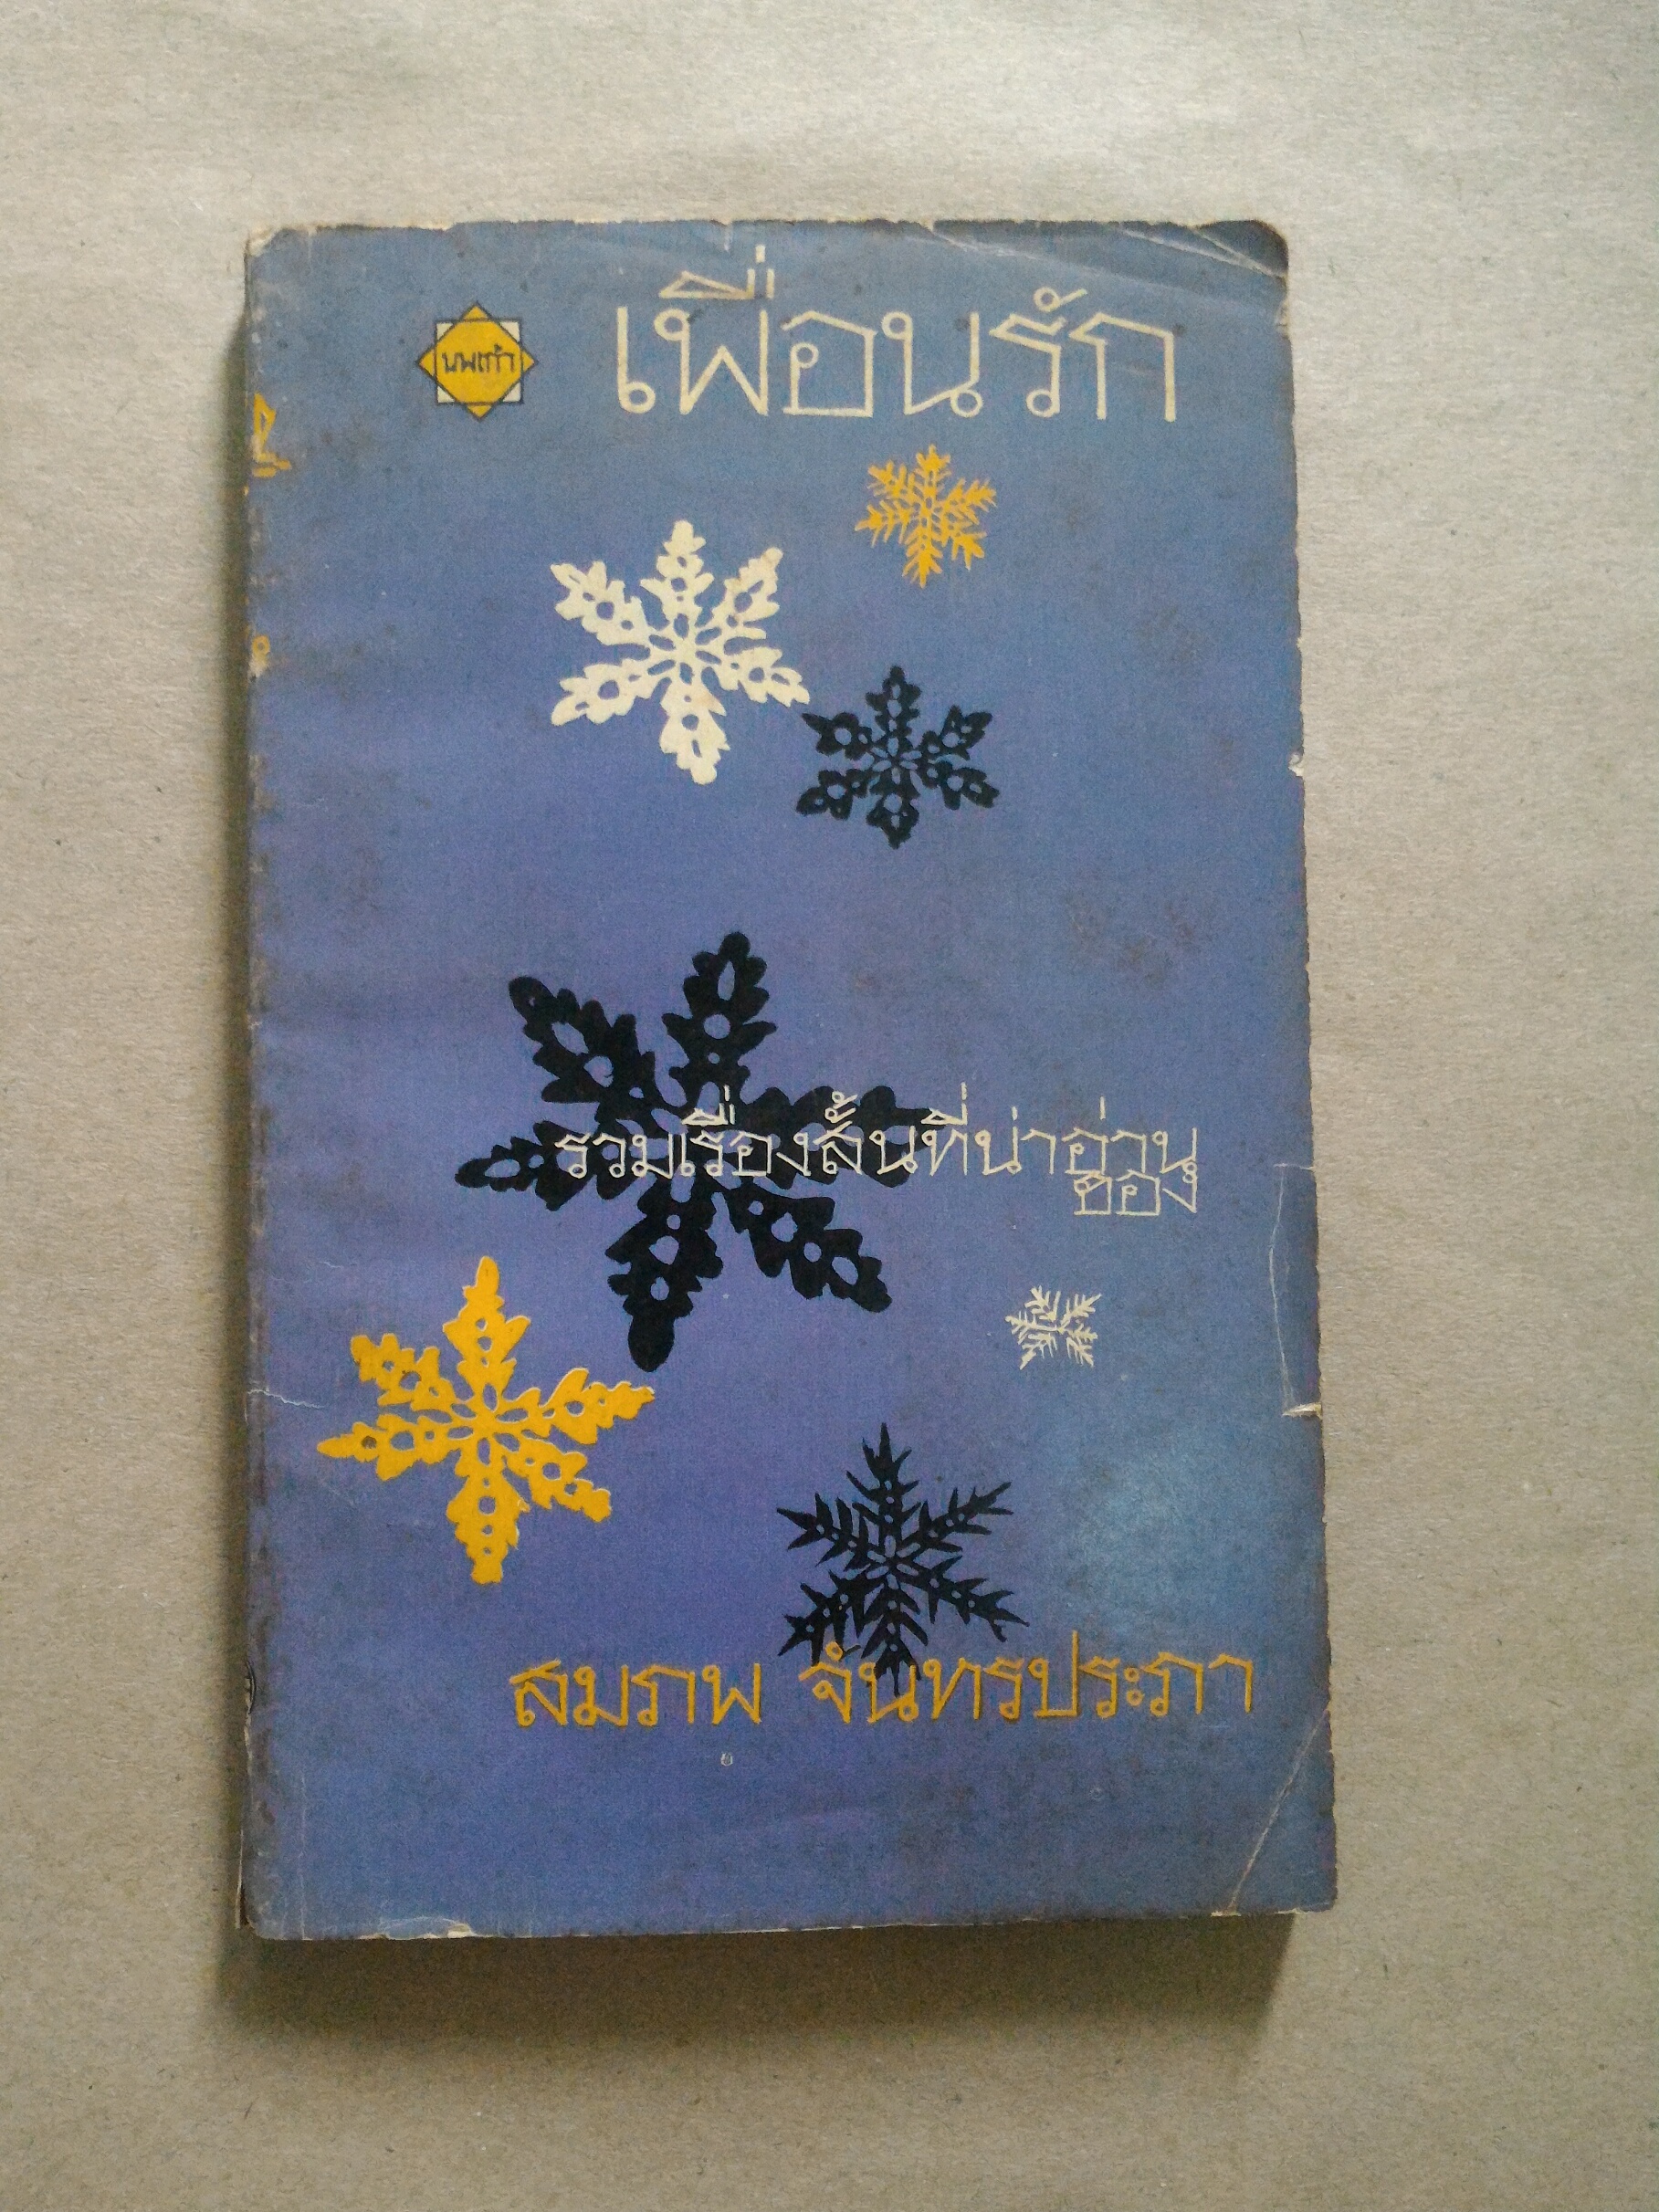 เพื่อนรัก
นพเก้า
รวมเรื่องสั้นที่น่าอ่าน
ของ
สมภพ จันทรประภา